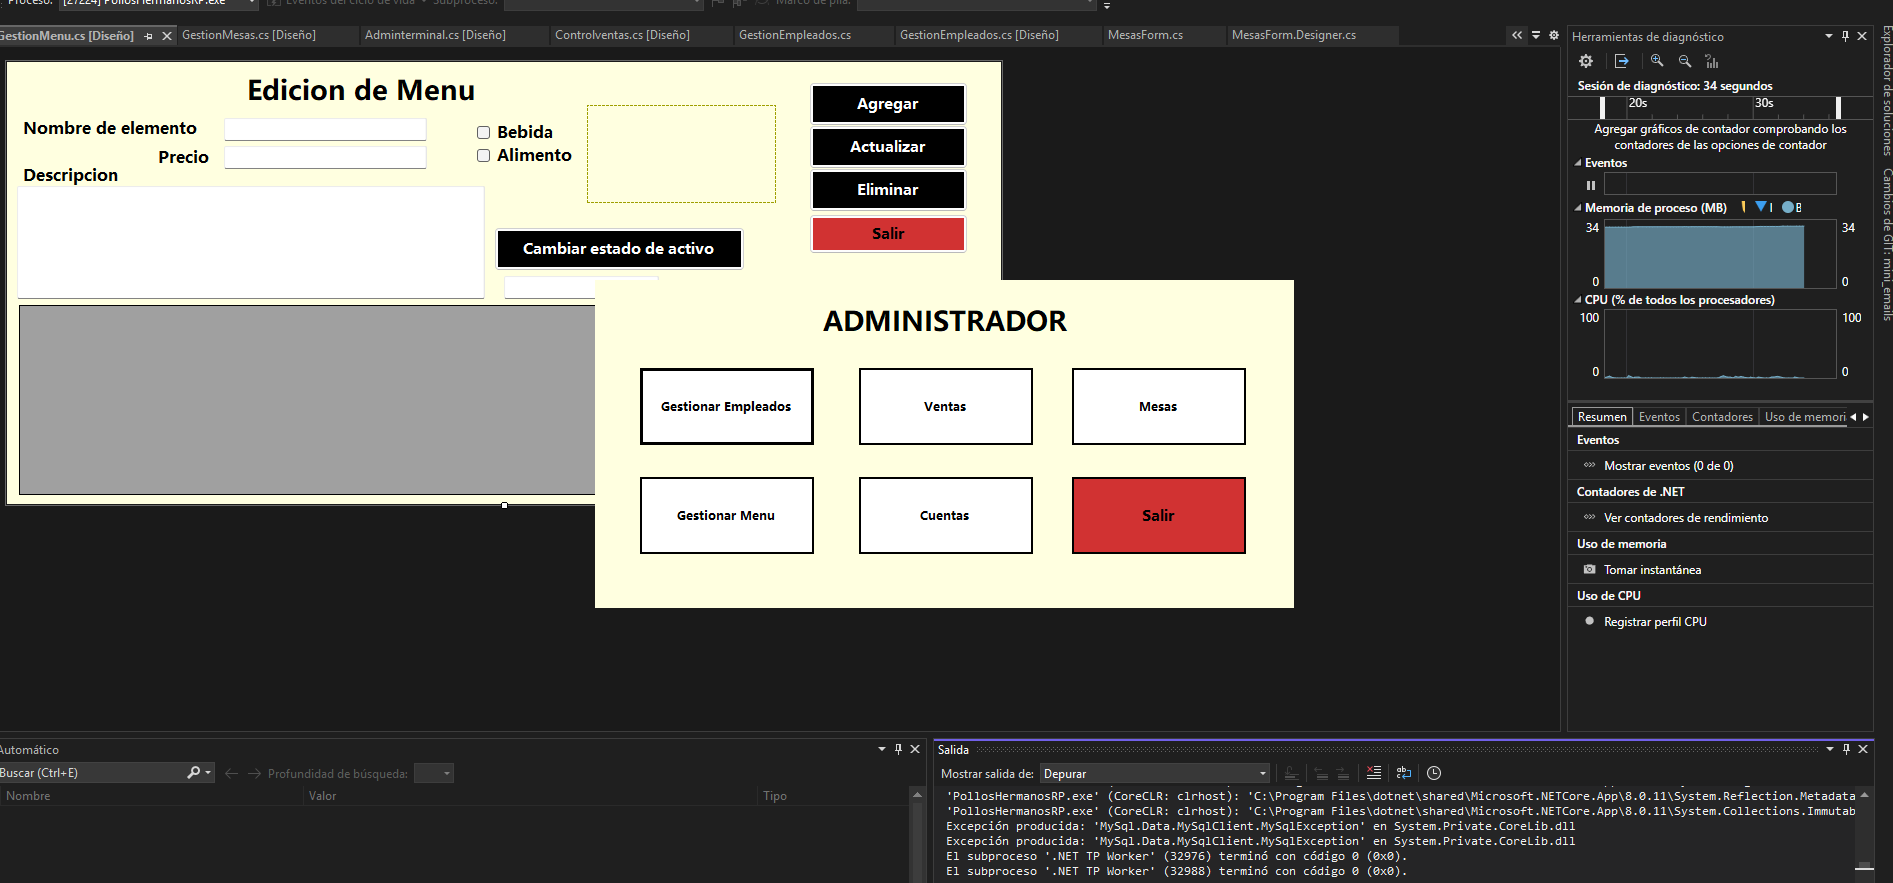 Proceso: [27224] PollosHermanosRP.exe Eventos del ciclo de vida Subproceso: Marco de pila:
GestionMenu.cs [Diseño] GestionMesas.cs [Diseño] Adminterminal.cs [Diseño] Controlventas.cs [Diseño] GestionEmpleados.cs GestionEmpleados.cs [Diseño] MesasForm.cs MesasForm.Designer.cs
Edicion de Menu
Nombre de elemento
Precio
Descripcion
Bebida
Alimento
Agregar
Actualizar
Eliminar
Salir
Cambiar estado de activo
ADMINISTRADOR
Gestionar Empleados Ventas Mesas
Gestionar Menu Cuentas Salir
Herramientas de diagnóstico
Sesión de diagnóstico: 34 segundos
20s 30s
Agregar gráficos de contador comprobando los
contadores de las opciones de contador
Eventos
Memoria de proceso (MB) I B
34 34
0 0
CPU (% de todos los procesadores)
100 100
0 0
Resumen Eventos Contadores Uso de memori
Eventos
Mostrar eventos (0 de 0)
Contadores de .NET
Ver contadores de rendimiento
Uso de memoria
Tomar instantánea
Uso de CPU
Registrar perfil CPU
Explorador de soluciones
Cambios de GIT: mini_emails
Automático
Buscar (Ctrl+E) Profundidad de búsqueda:
Nombre Valor Tipo
Salida
Mostrar salida de: Depurar
'PollosHermanosRP.exe' (CoreCLR: clrhost): 'C:\Program Files\dotnet\shared\Microsoft.NETCore.App\8.0.11\System.Reflection.Metadata
'PollosHermanosRP.exe' (CoreCLR: clrhost): 'C:\Program Files\dotnet\shared\Microsoft.NETCore.App\8.0.11\System.Collections.Immutab
Excepción producida: 'MySql.Data.MySqlClient.MySqlException' en System.Private.CoreLib.dll
Excepción producida: 'MySql.Data.MySqlClient.MySqlException' en System.Private.CoreLib.dll
El subproceso '.NET TP Worker' (32976) terminó con código 0 (0x0).
El subproceso '.NET TP Worker' (32988) terminó con código 0 (0x0).